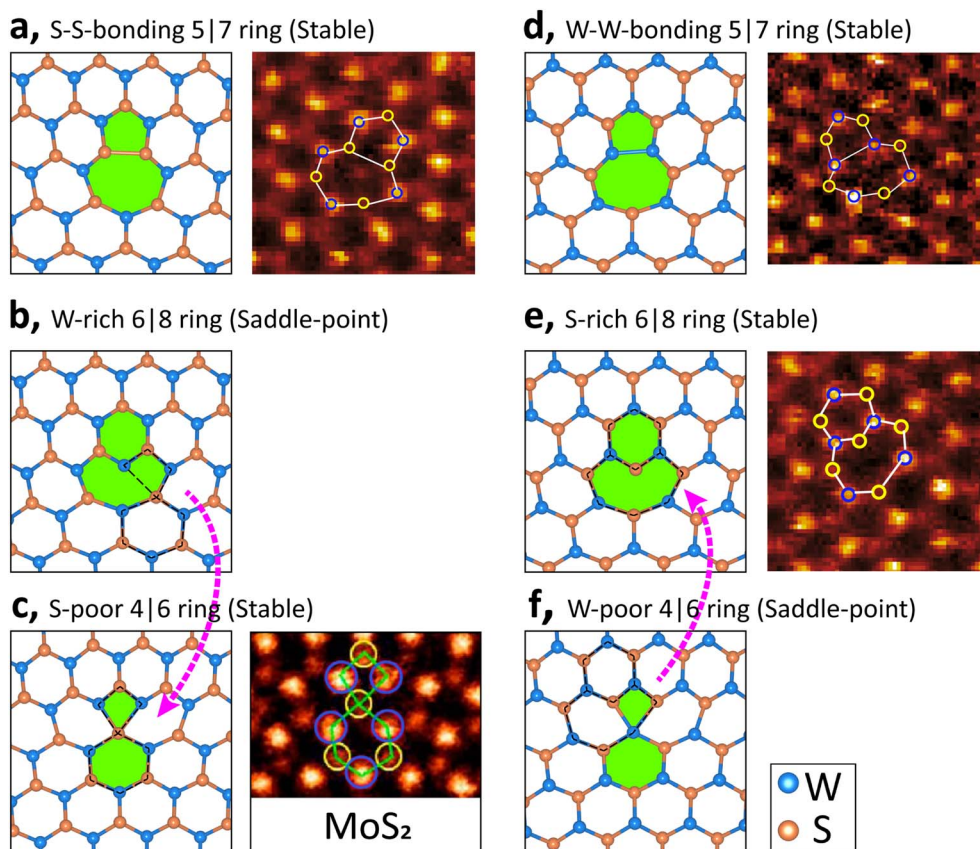 a, S-S-bonding 5|7 ring (Stable)
d, W-W-bonding 5|7 ring (Stable)
b, W-rich 6|8 ring (Saddle-point)
e, S-rich 6|8 ring (Stable)
c, S-poor 4|6 ring (Stable)
f, W-poor 4|6 ring (Saddle-point)
MoS₂
W
S